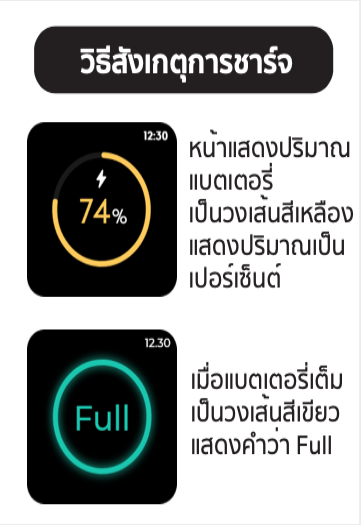 วิธีสังเกตุการชาร์จ
12:30
74%
หน้าแสดงปริมาณ
แบตเตอรี่
เป็นวงเส้นสีเหลือง
แสดงปริมาณเป็น
เปอร์เซ็นต์
12.30
Full
เมื่อแบตเตอรี่เต็ม
เป็นวงเส้นสีเขียว
แสดงคำว่า Full